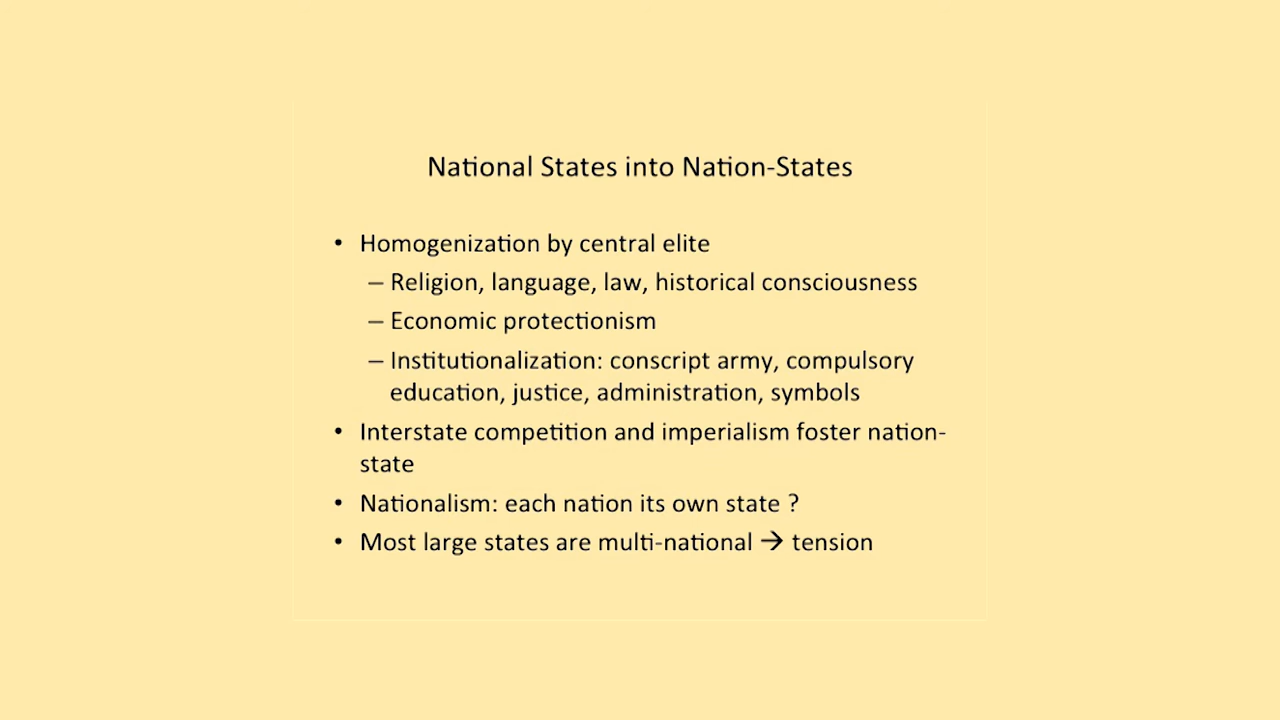 National States into Nation-States
• Homogenization by central elite
– Religion, language, law, historical consciousness
– Economic protectionism
– Institutionalization: conscript army, compulsory
education, justice, administration, symbols
• Interstate competition and imperialism foster nation-
state
• Nationalism: each nation its own state ?
• Most large states are multi-national → tension